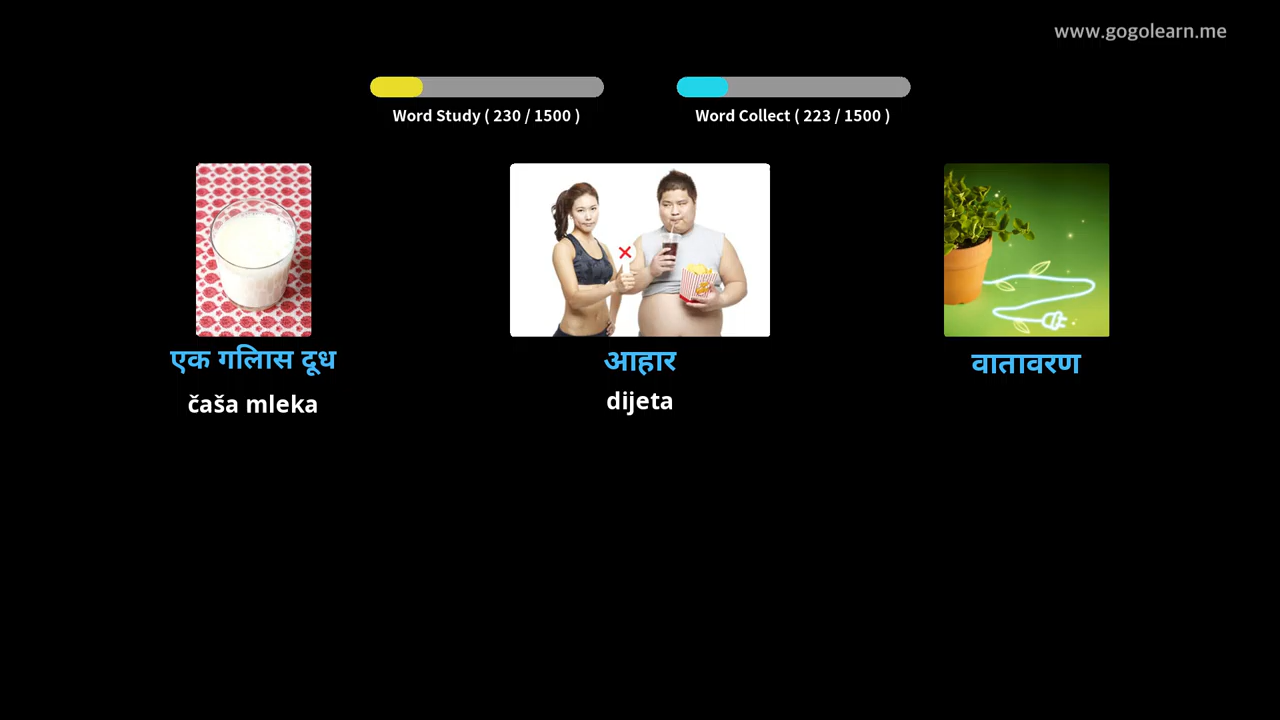 www.gogolearn.me
Word Study ( 230 / 1500 )
Word Collect ( 223 / 1500 )
एक गलिास दूध
आहार
वातावरण
čaša mleka
dijeta